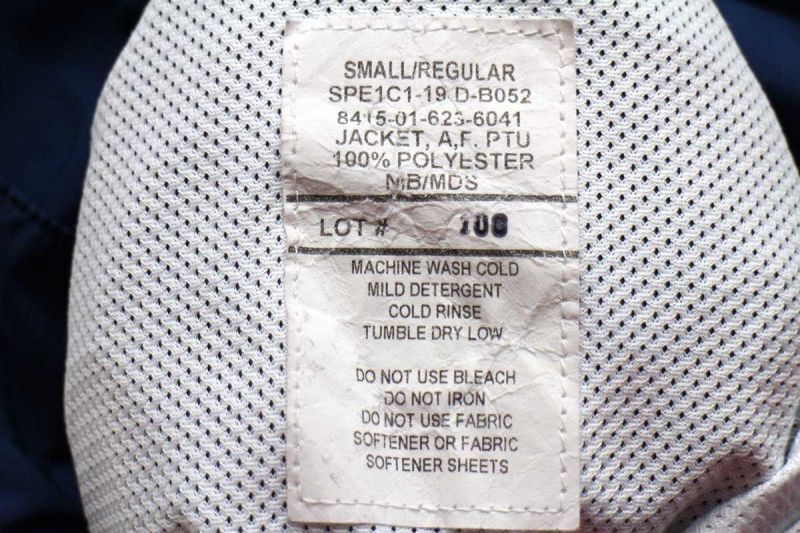 SMALL/REGULAR
SPE1C1-19 D-B052
8415-01-623-6041
JACKET, A,F. PTU
100% POLYESTER
MIB/MDS
LOT # 100
MACHINE WASH COLD
MILD DETERGENT
COLD RINSE
TUMBLE DRY LOW
DO NOT USE BLEACH
DO NOT IRON
DO NOT USE FABRIC
SOFTENER OR FABRIC
SOFTENER SHEETS